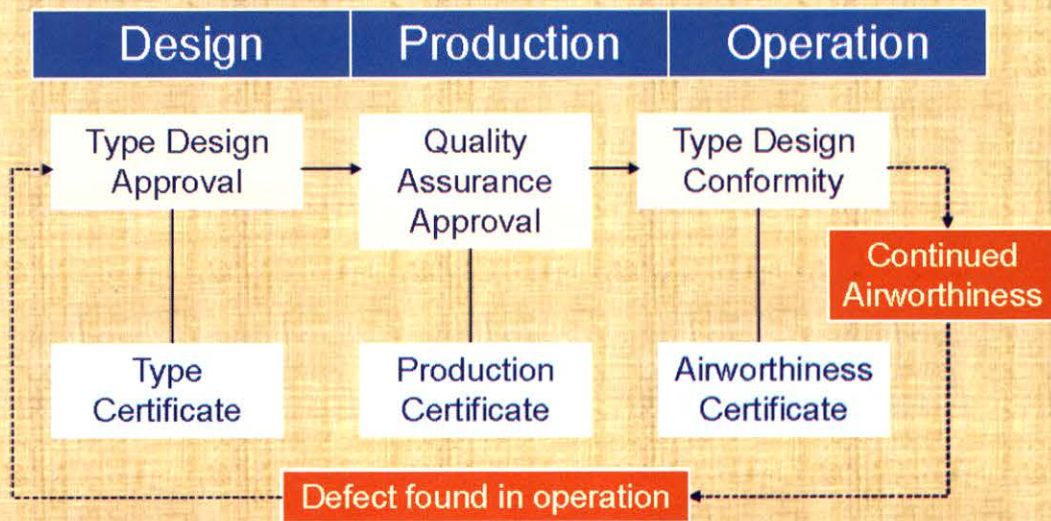 Design
Production
Operation
Type Design
Approval
Quality
Assurance
Approval
Type Design
Conformity
Continued
Airworthiness
Type
Certificate
Production
Certificate
Airworthiness
Certificate
Defect found in operation